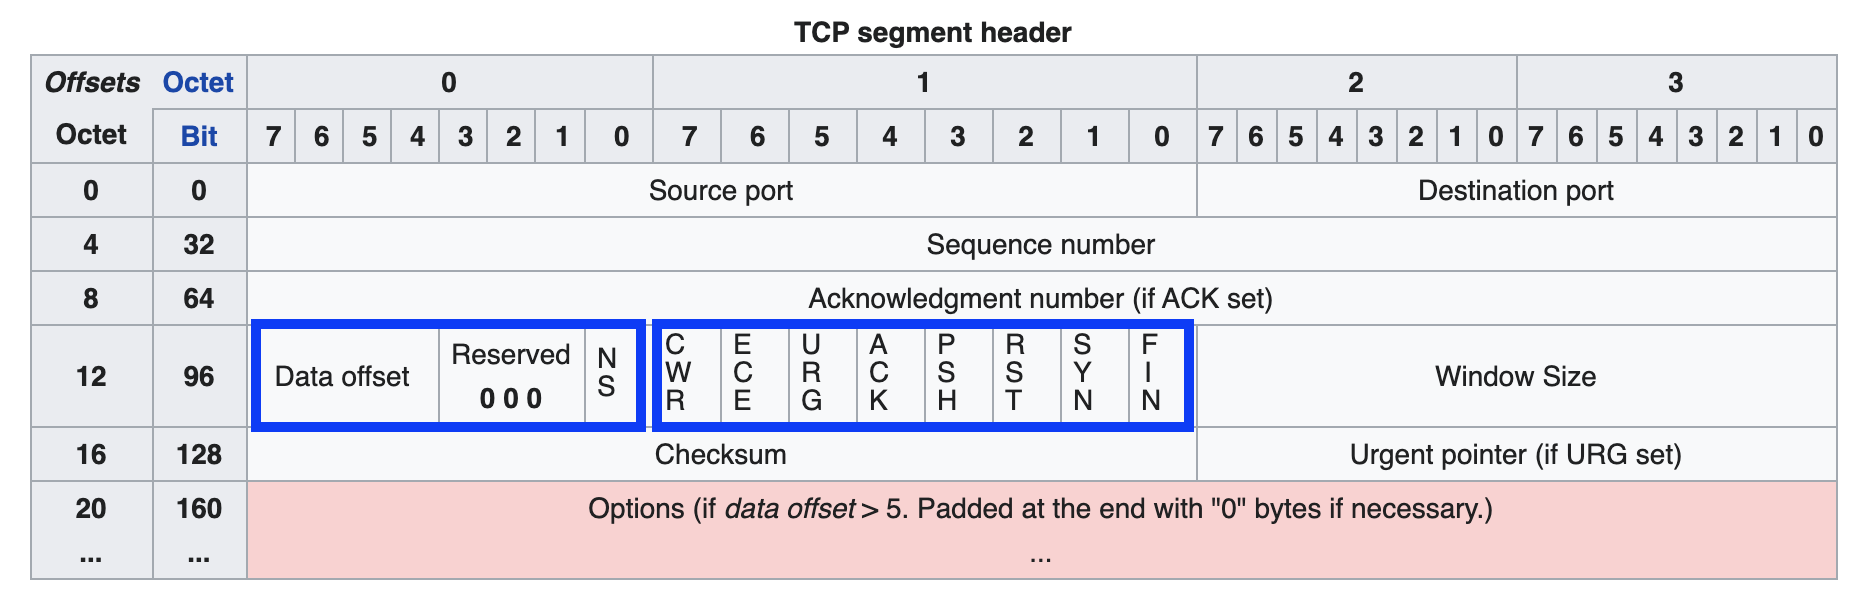 TCP segment header
Offsets Octet 0 1 2 3
Octet Bit 7 6 5 4 3 2 1 0 7 6 5 4 3 2 1 0 7 6 5 4 3 2 1 0 7 6 5 4 3 2 1 0
0 0 Source port Destination port
4 32 Sequence number
8 64 Acknowledgment number (if ACK set)
12 96 Data offset Reserved 0 0 0 NS CWR ECE URG ACK PSH RST SYN FIN Window Size
16 128 Checksum Urgent pointer (if URG set)
20 160 Options (if data offset > 5. Padded at the end with "0" bytes if necessary.)
... ... ...